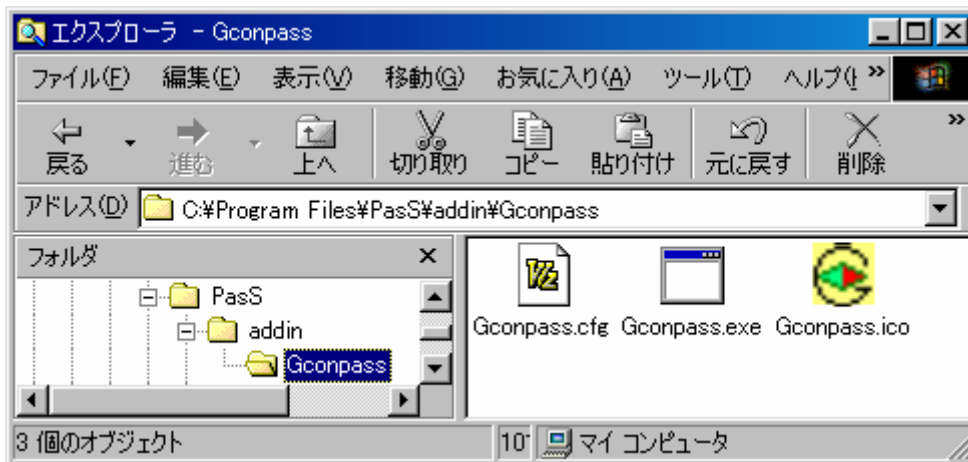 エクスプローラ - Gconpass
ファイル(F) 編集(E) 表示(V) 移動(G) お気に入り(A) ツール(T) ヘルプ(H »
戻る 進む 上へ 切り取り コピー 貼り付け 元に戻す 削除 »
アドレス(D) C:¥Program Files¥PasS¥addin¥Gconpass
フォルダ
PasS
addin
Gconpass
Gconpass.cfg Gconpass.exe Gconpass.ico
3 個のオブジェクト 10 マイ コンピュータ